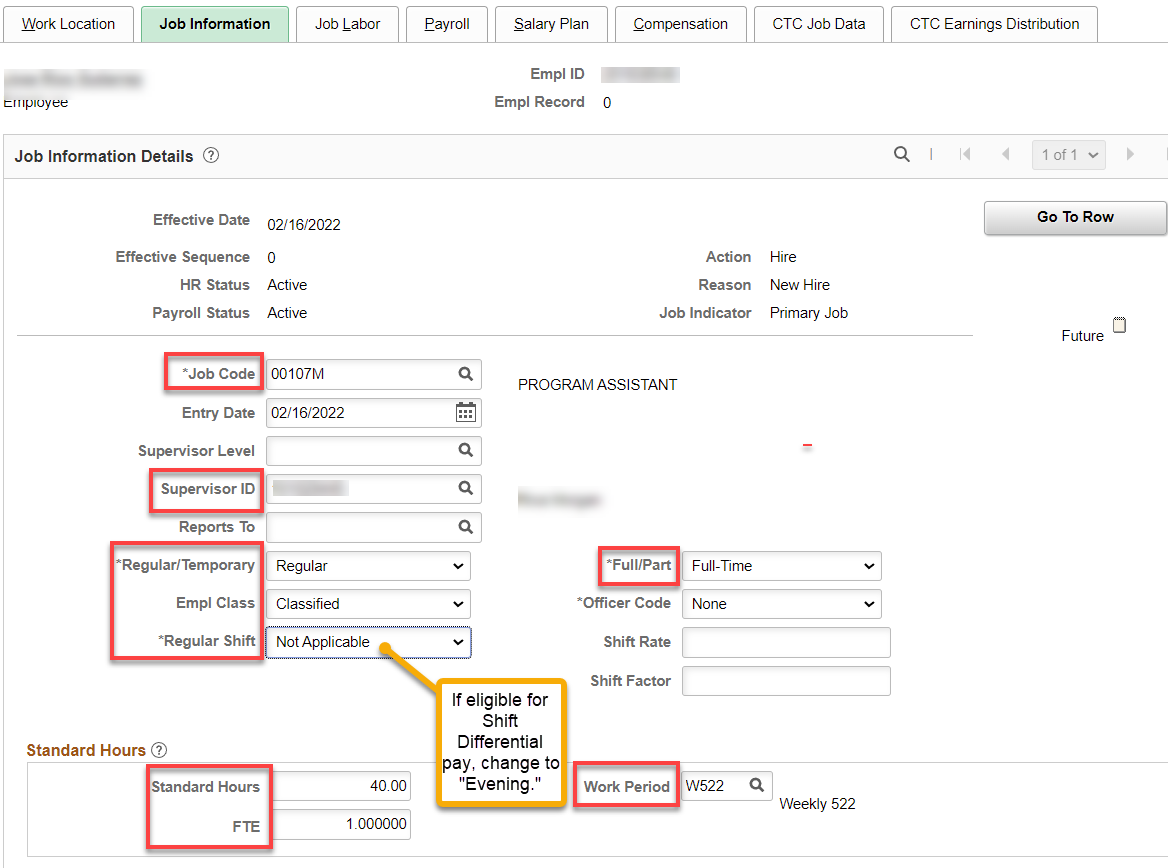 Work Location Job Information Job Labor Payroll Salary Plan Compensation CTC Job Data CTC Earnings Distribution
Empl ID
Employee Empl Record 0
Job Information Details ? 1 of 1
Effective Date 02/16/2022 Go To Row
Effective Sequence 0 Action Hire
HR Status Active Reason New Hire
Payroll Status Active Job Indicator Primary Job
Future
*Job Code 00107M PROGRAM ASSISTANT
Entry Date 02/16/2022
Supervisor Level
Supervisor ID
Reports To
*Regular/Temporary Regular *Full/Part Full-Time
Empl Class Classified *Officer Code None
*Regular Shift Not Applicable Shift Rate
Shift Factor
If eligible for
Shift
Differential
pay, change to
"Evening."
Standard Hours ?
Standard Hours 40.00 Work Period W522 Weekly 522
FTE 1.000000